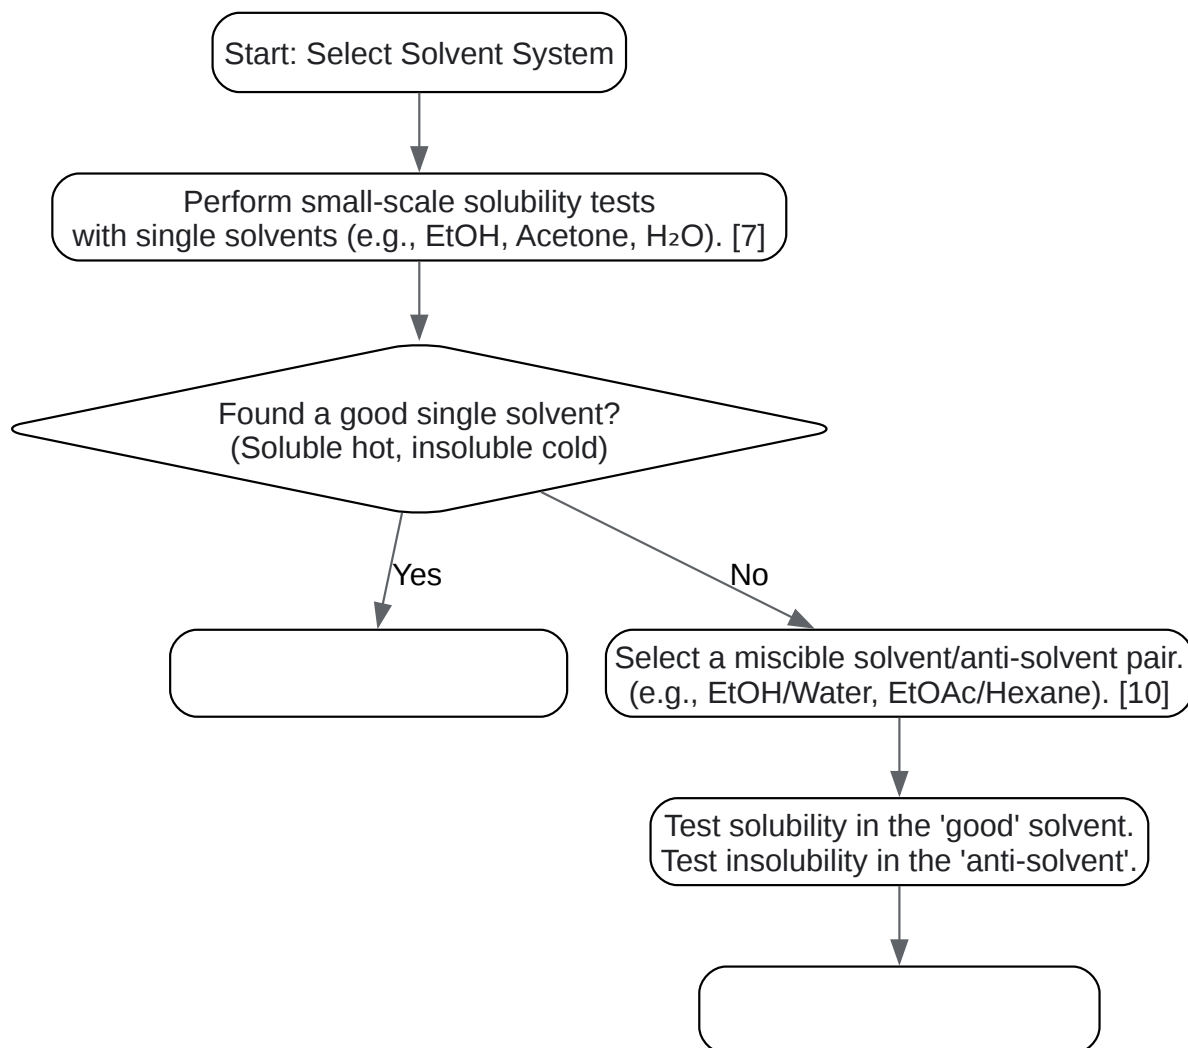 Start: Select Solvent System
Perform small-scale solubility tests
with single solvents (e.g., EtOH, Acetone, H₂O). [7]
Found a good single solvent?
(Soluble hot, insoluble cold)
Yes
No
Select a miscible solvent/anti-solvent pair.
(e.g., EtOH/Water, EtOAc/Hexane). [10]
Test solubility in the 'good' solvent.
Test insolubility in the 'anti-solvent'.